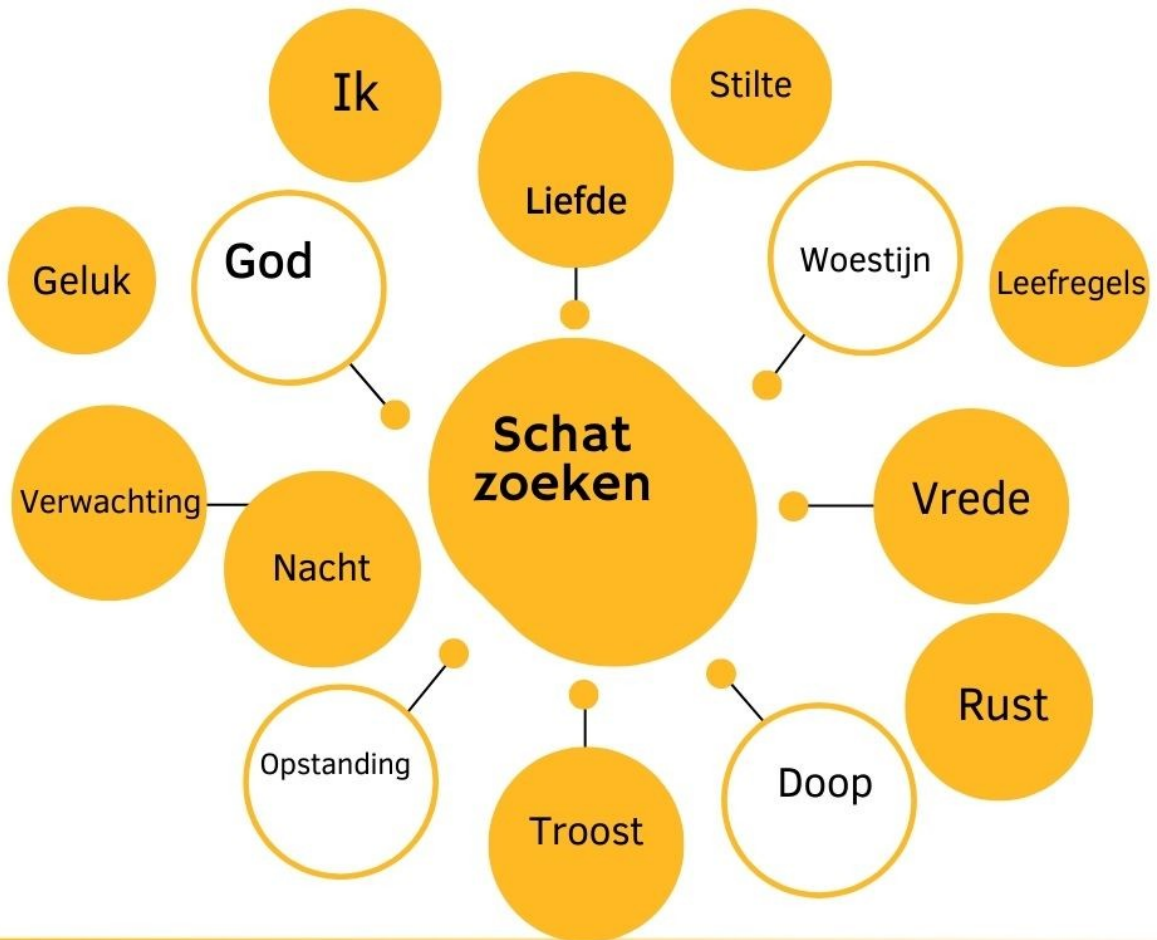 Ik
Stilte
Liefde
God
Woestijn
Geluk
Leefregels
Schat
zoeken
Verwachting
Vrede
Nacht
Rust
Opstanding
Doop
Troost